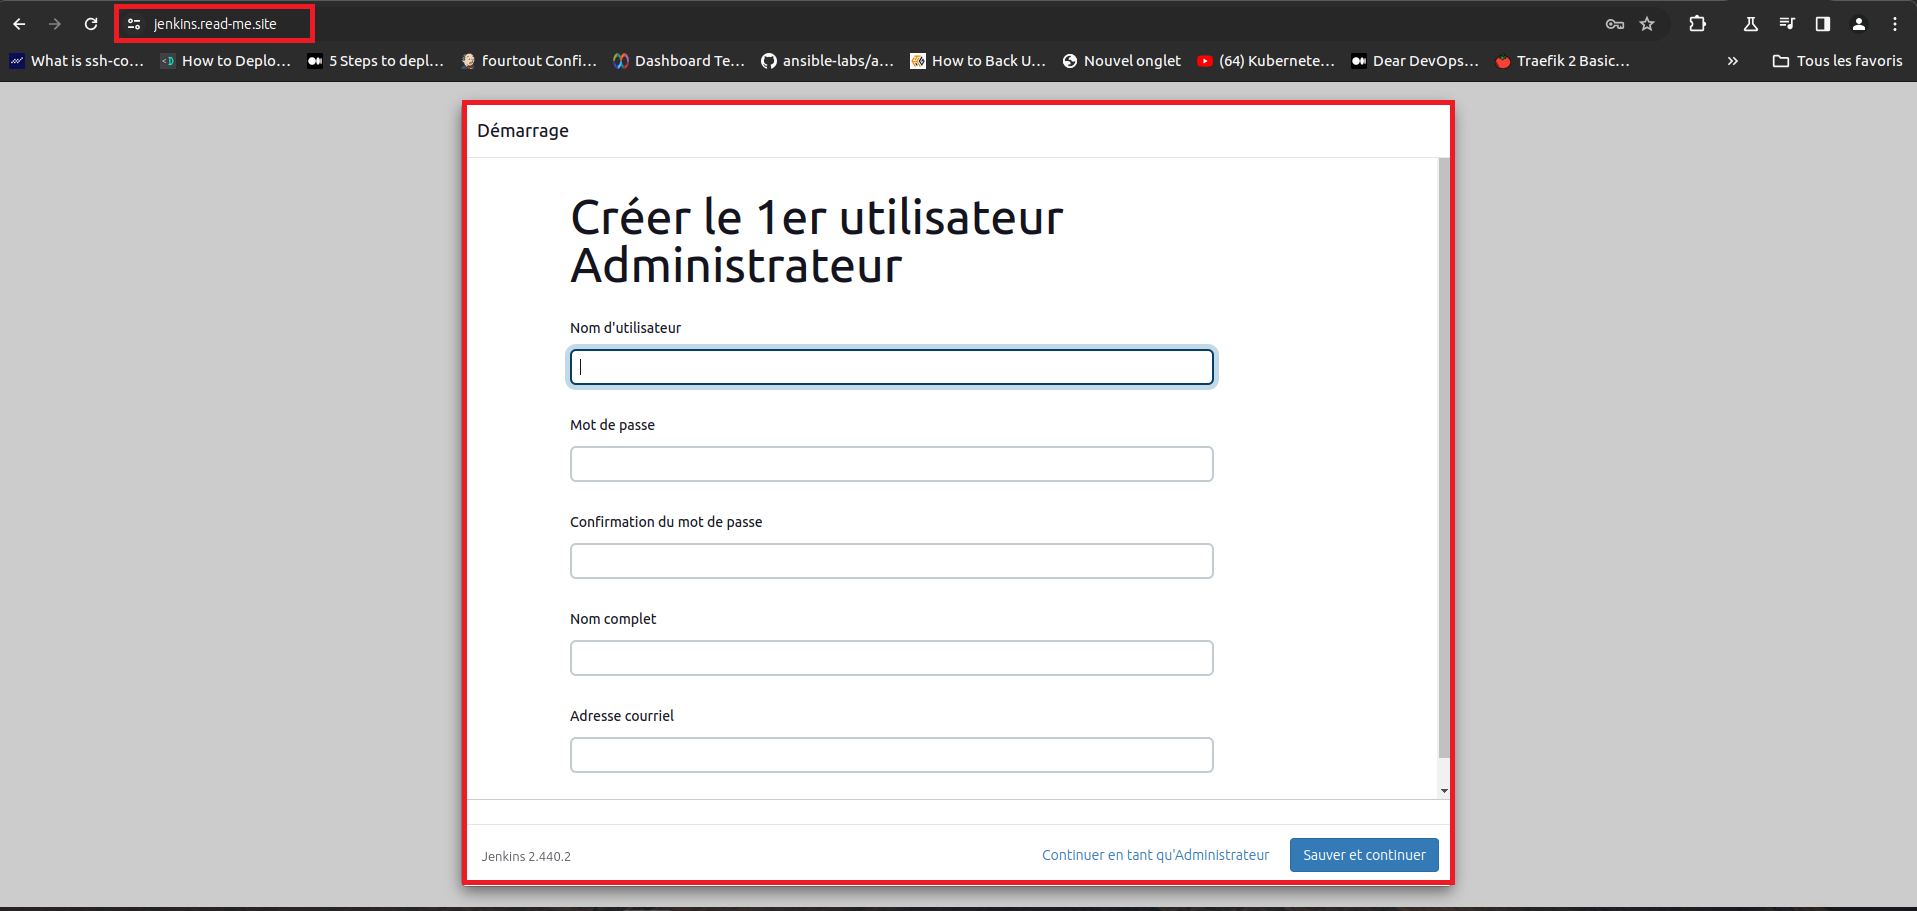 jenkins.read-me.site
What is ssh-co... How to Deplo... 5 Steps to depl... fourtout Confi... Dashboard Te... ansible-labs/a... How to Back U... Nouvel onglet (64) Kubernete... Dear DevOps... Traefik 2 Basic... » Tous les favoris
Démarrage
Créer le 1er utilisateur
Administrateur
Nom d'utilisateur
Mot de passe
Confirmation du mot de passe
Nom complet
Adresse courriel
Jenkins 2.440.2
Continuer en tant qu'Administrateur
Sauver et continuer